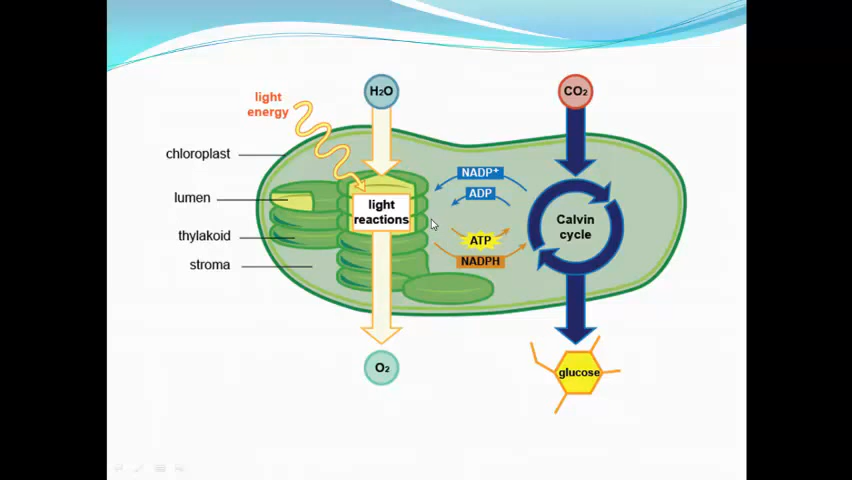 H2O
CO2
light
energy
chloroplast
NADP+
lumen
ADP
light
reactions
Calvin
cycle
thylakoid
ATP
stroma
NADPH
O2
glucose